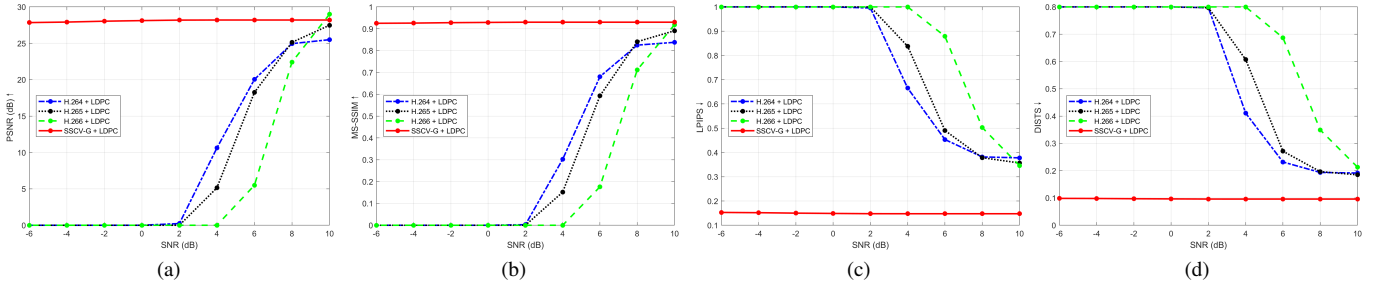 30
25
20
15
10
5
0
PSNR (dB) ↑
H.264 + LDPC
H.265 + LDPC
H.266 + LDPC
SSCV-G + LDPC
-6 -4 -2 0 2 4 6 8 10
SNR (dB)
(a)
1
0.9
0.8
0.7
0.6
0.5
0.4
0.3
0.2
0.1
0
MS-SSIM ↑
H.264 + LDPC
H.265 + LDPC
H.266 + LDPC
SSCV-G + LDPC
-6 -4 -2 0 2 4 6 8 10
SNR (dB)
(b)
1
0.9
0.8
0.7
0.6
0.5
0.4
0.3
0.2
0.1
LPIPS ↓
H.264 + LDPC
H.265 + LDPC
H.266 + LDPC
SSCV-G + LDPC
-6 -4 -2 0 2 4 6 8 10
SNR (dB)
(c)
0.8
0.7
0.6
0.5
0.4
0.3
0.2
0.1
0
DISTS ↓
H.264 + LDPC
H.265 + LDPC
H.266 + LDPC
SSCV-G + LDPC
-6 -4 -2 0 2 4 6 8 10
SNR (dB)
(d)